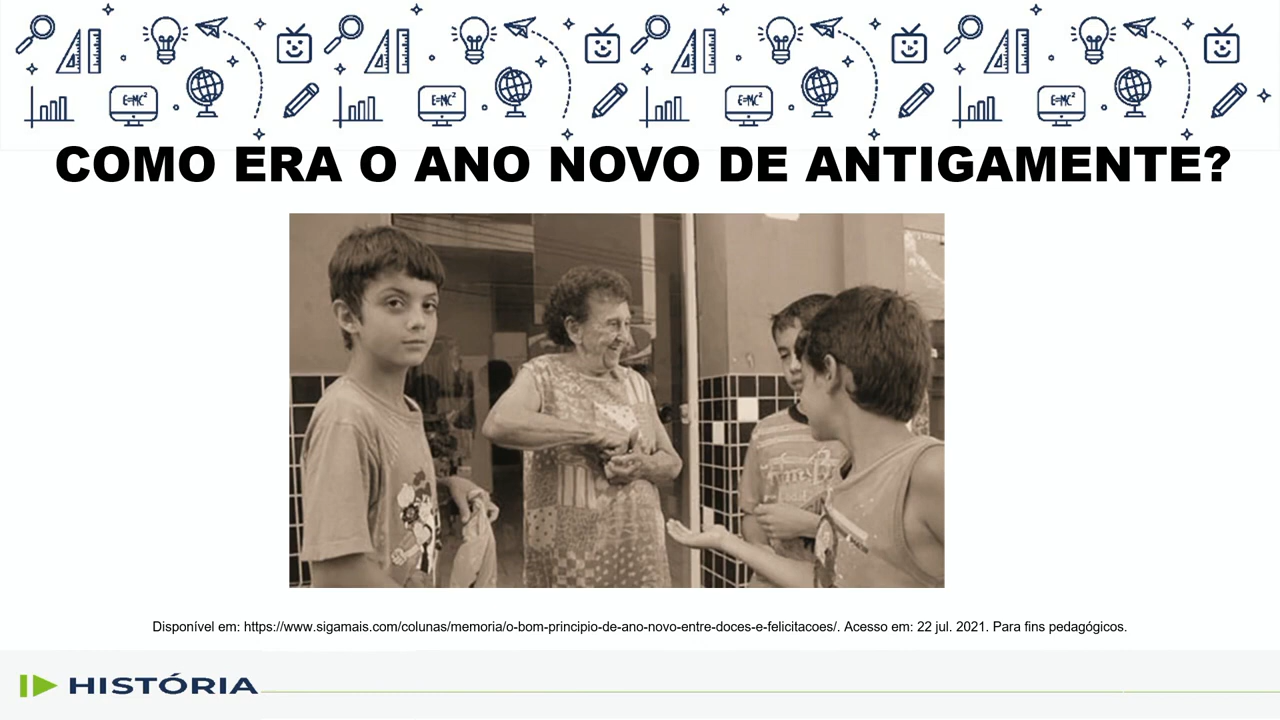 E=MC² E=MC² E=MC² E=MC²
COMO ERA O ANO NOVO DE ANTIGAMENTE?
Disponível em: https://www.sigamais.com/colunas/memoria/o-bom-principio-de-ano-novo-entre-doces-e-felicitacoes/. Acesso em: 22 jul. 2021. Para fins pedagógicos.
HISTÓRIA